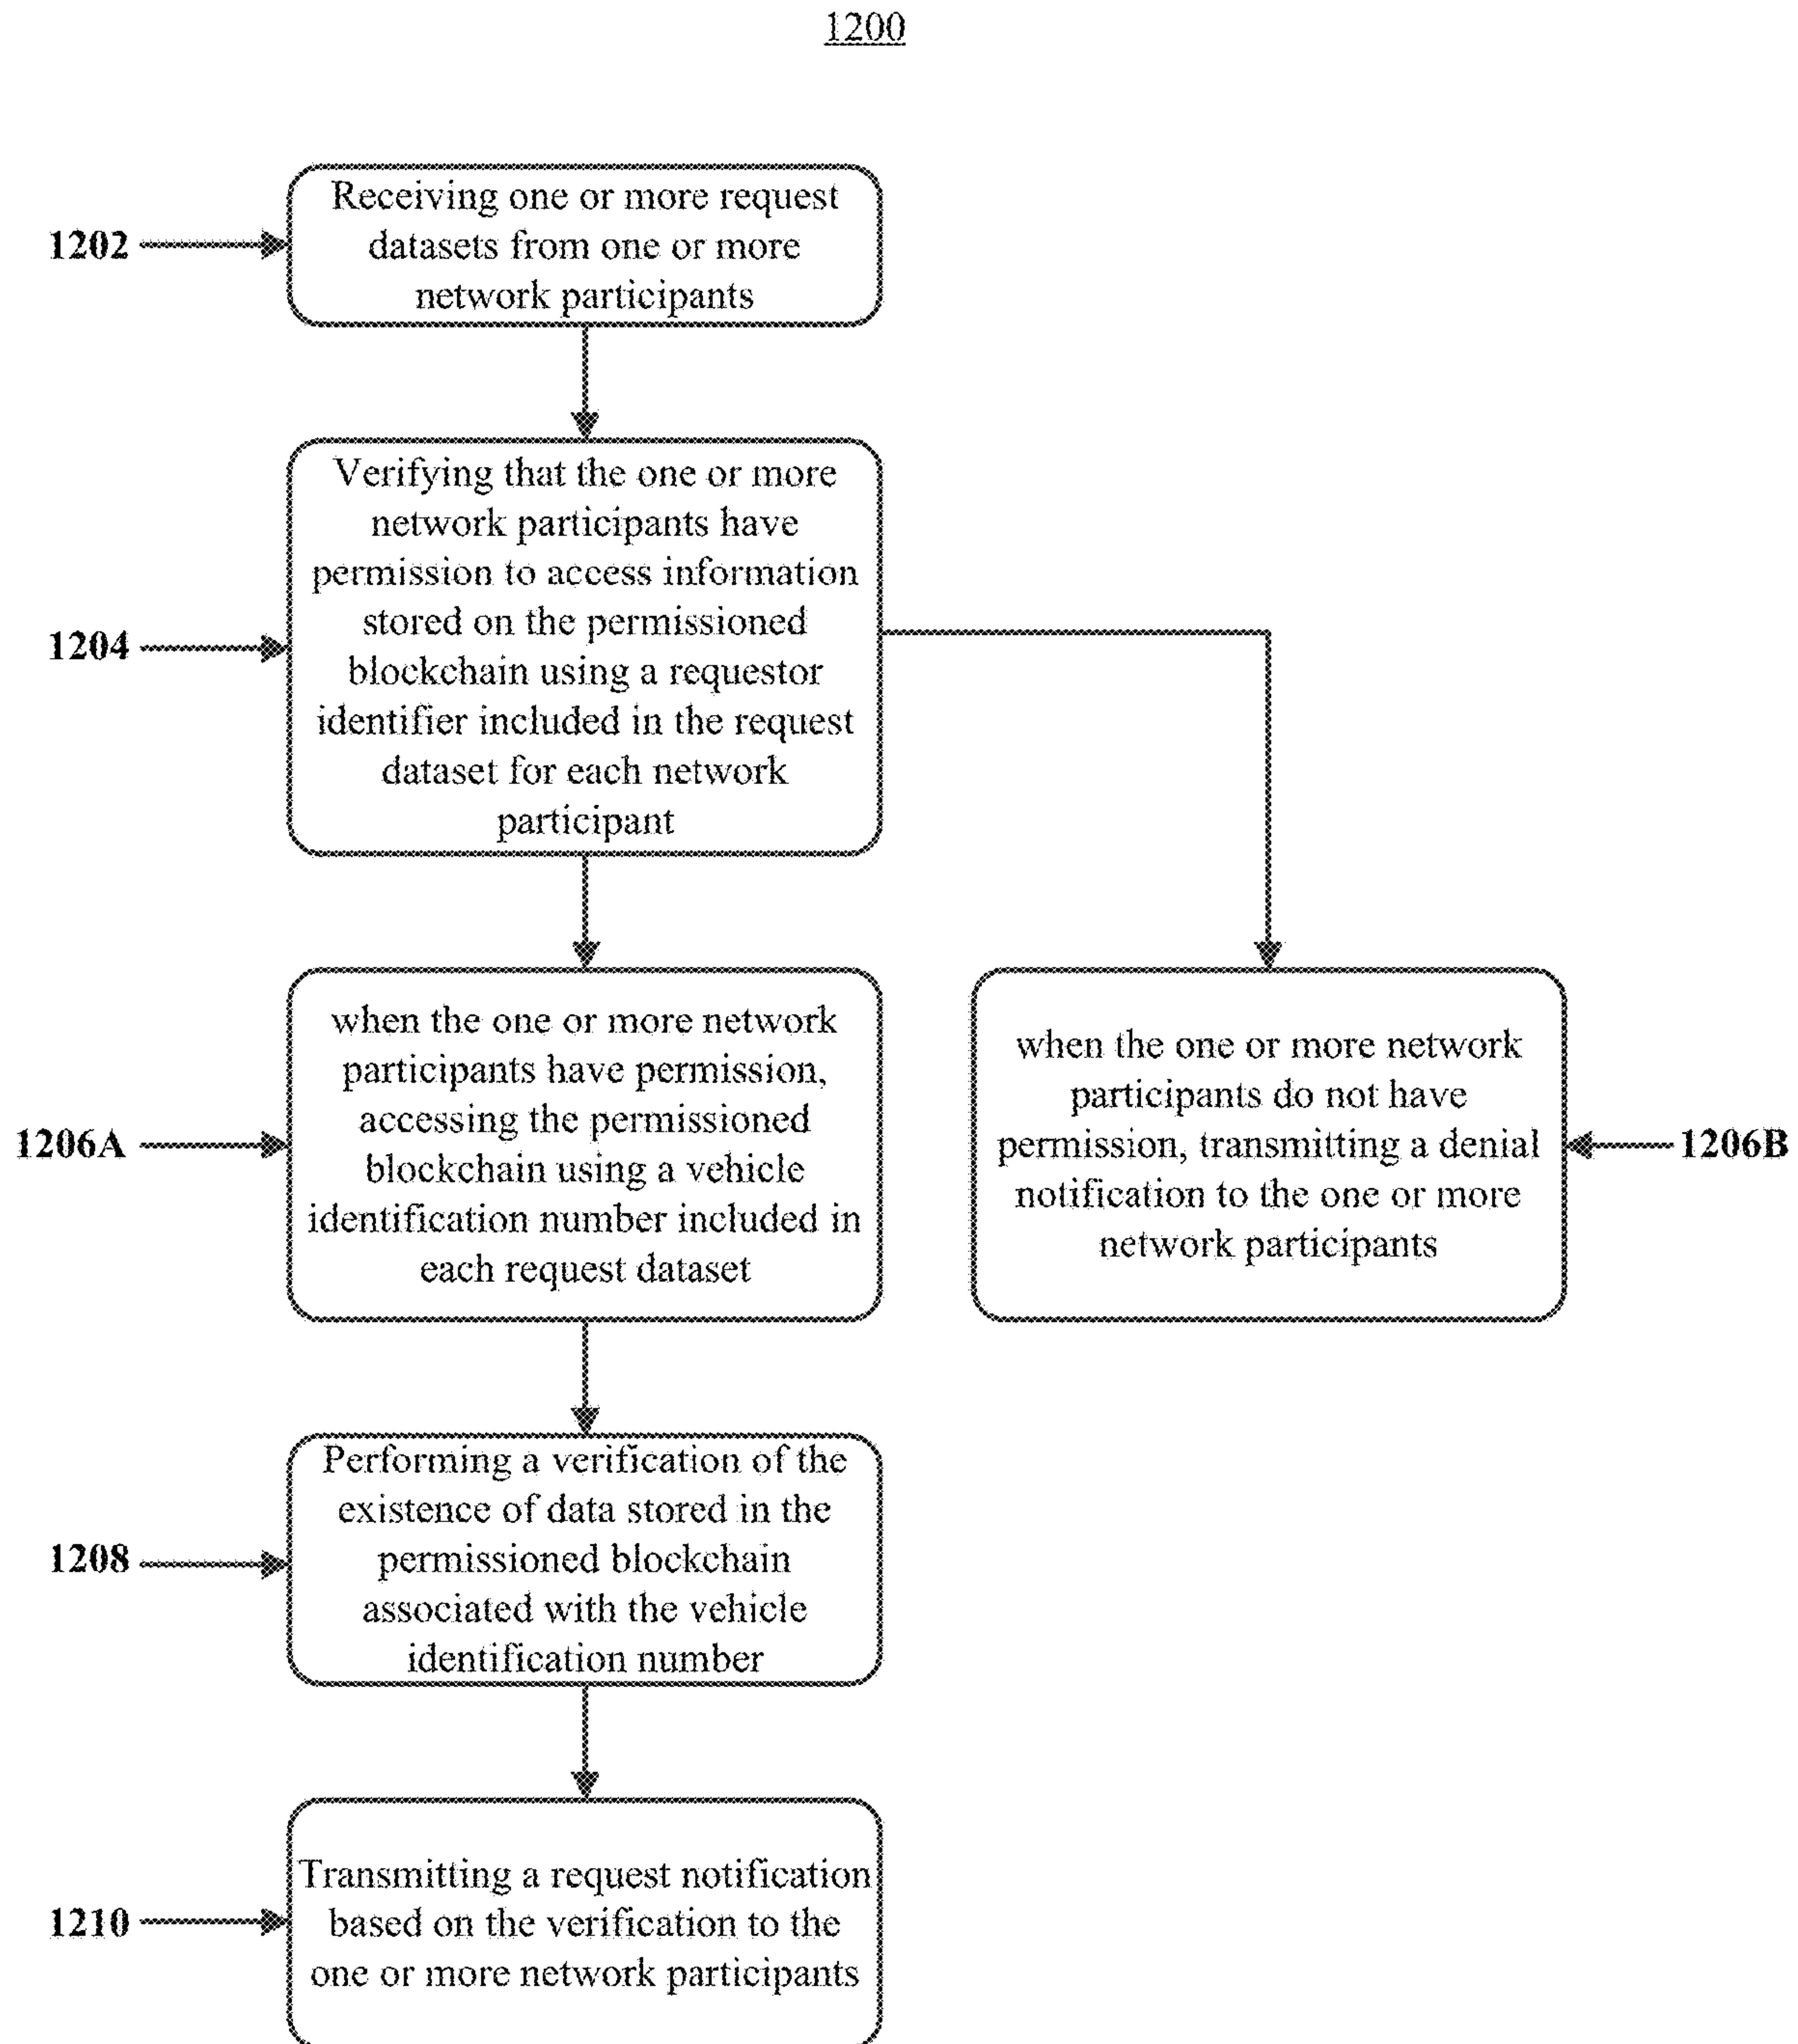 1200
1202
Receiving one or more request
datasets from one or more
network participants
1204
Verifying that the one or more
network participants have
permission to access information
stored on the permissioned
blockchain using a requestor
identifier included in the request
dataset for each network
participant
1206A
when the one or more network
participants have permission,
accessing the permissioned
blockchain using a vehicle
identification number included in
each request dataset
when the one or more network
participants do not have
permission, transmitting a denial
notification to the one or more
network participants
1206B
1208
Performing a verification of the
existence of data stored in the
permissioned blockchain
associated with the vehicle
identification number
1210
Transmitting a request notification
based on the verification to the
one or more network participants